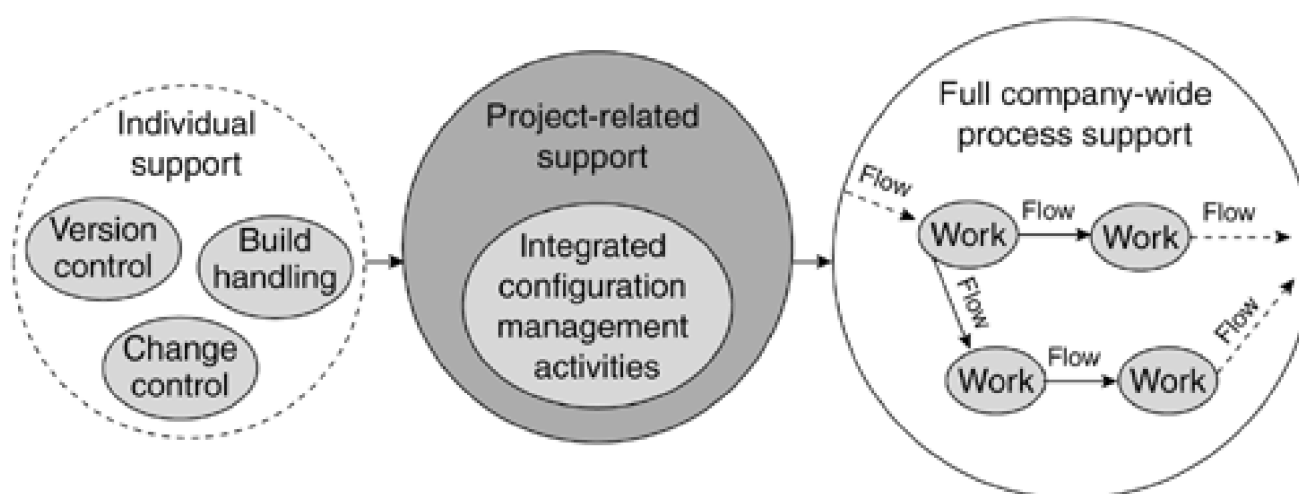 Individual
support
Version
control
Build
handling
Change
control
Project-related
support
Integrated
configuration
management
activities
Full company-wide
process support
Flow
Work
Flow
Work
Flow
Flow
Work
Flow
Work
Flow